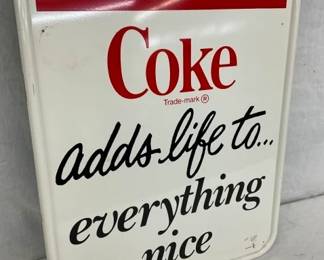 Coke
Trade-mark ®
adds life to...
everything
nice